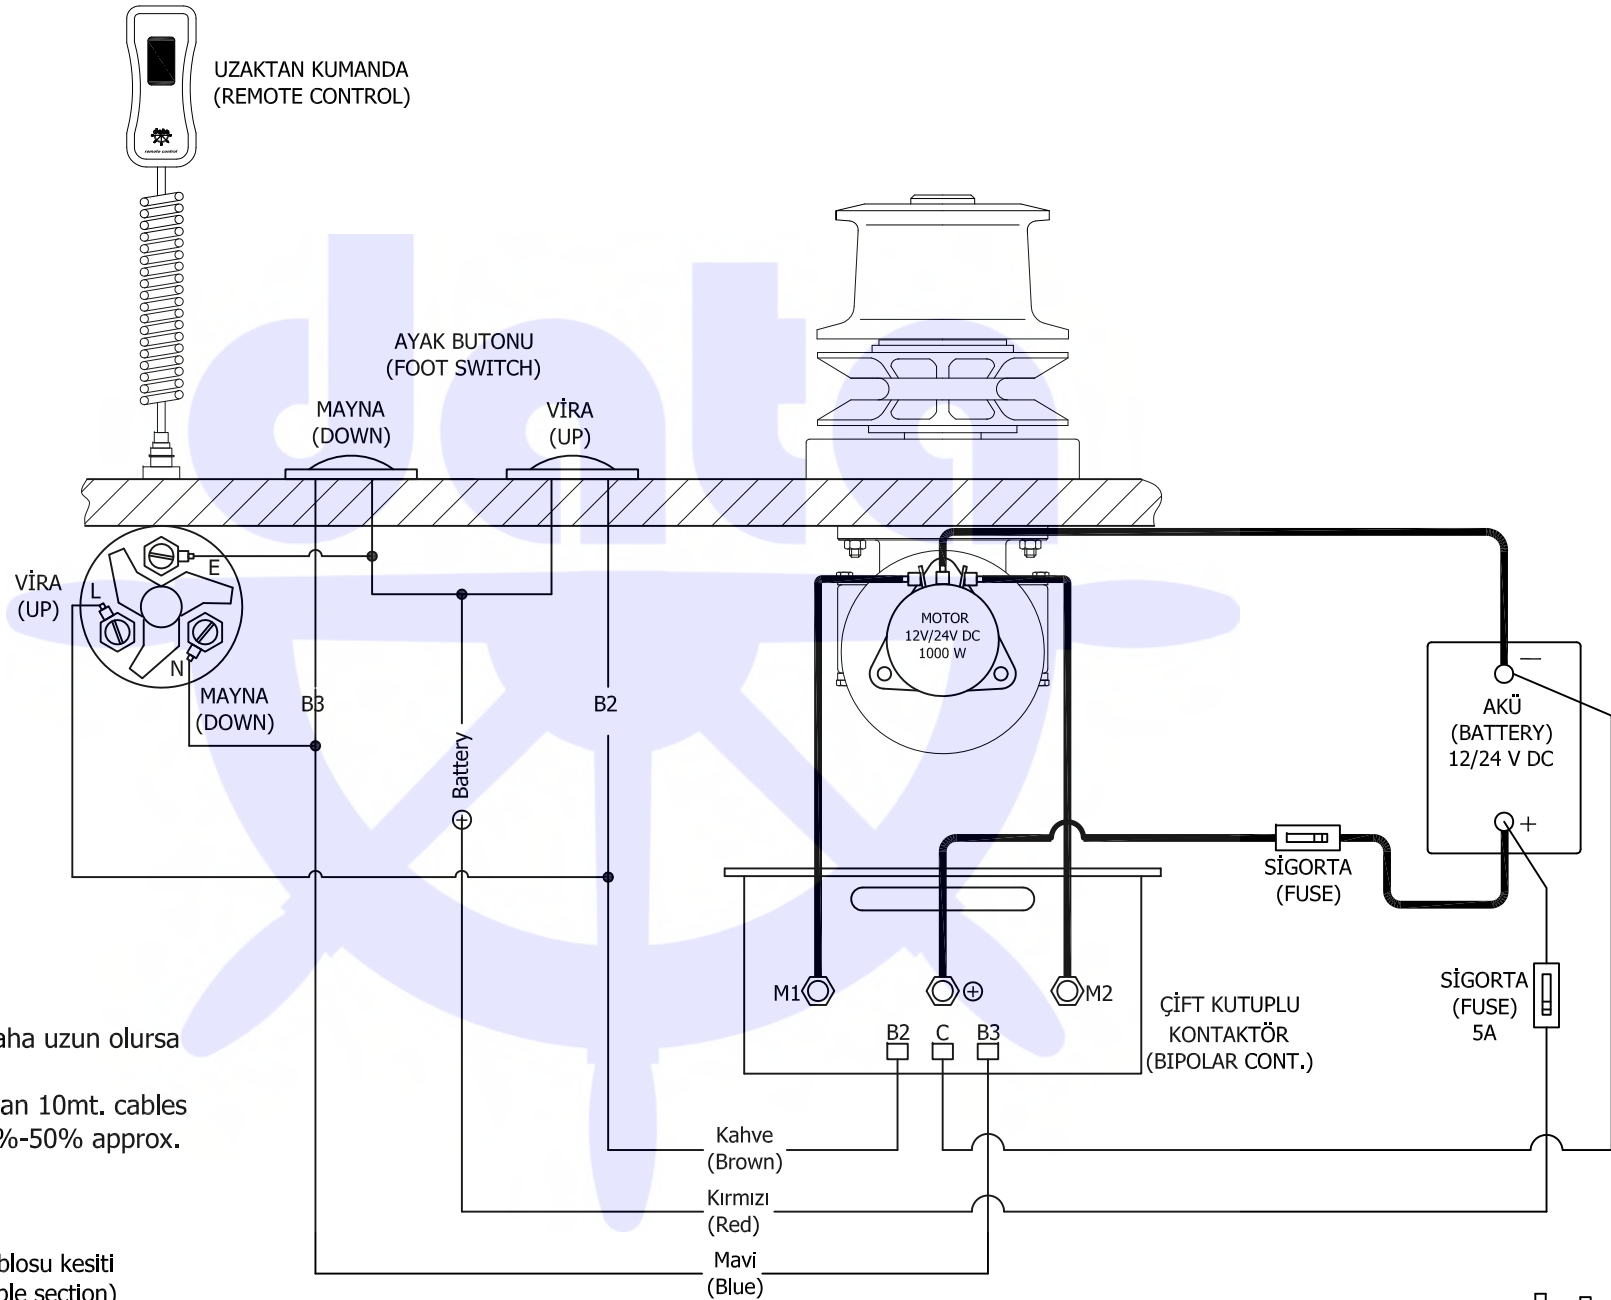 UZAKTAN KUMANDA
(REMOTE CONTROL)
remote control
data
AYAK BUTONU
(FOOT SWITCH)
MAYNA
(DOWN)
VİRA
(UP)
VİRA
(UP)
L
E
N
MAYNA
(DOWN)
B3
B2
Battery
+
MOTOR
12V/24V DC
1000 W
—
AKÜ
(BATTERY)
12/24 V DC
+
SİGORTA
(FUSE)
SİGORTA
(FUSE)
5A
M1
+
M2
B2
C
B3
ÇİFT KUTUPLU
KONTAKTÖR
(BIPOLAR CONT.)
aha uzun olursa
an 10mt. cables
%-50% approx.
Kahve
(Brown)
Kırmızı
(Red)
Mavi
(Blue)
blosu kesiti
ble section)